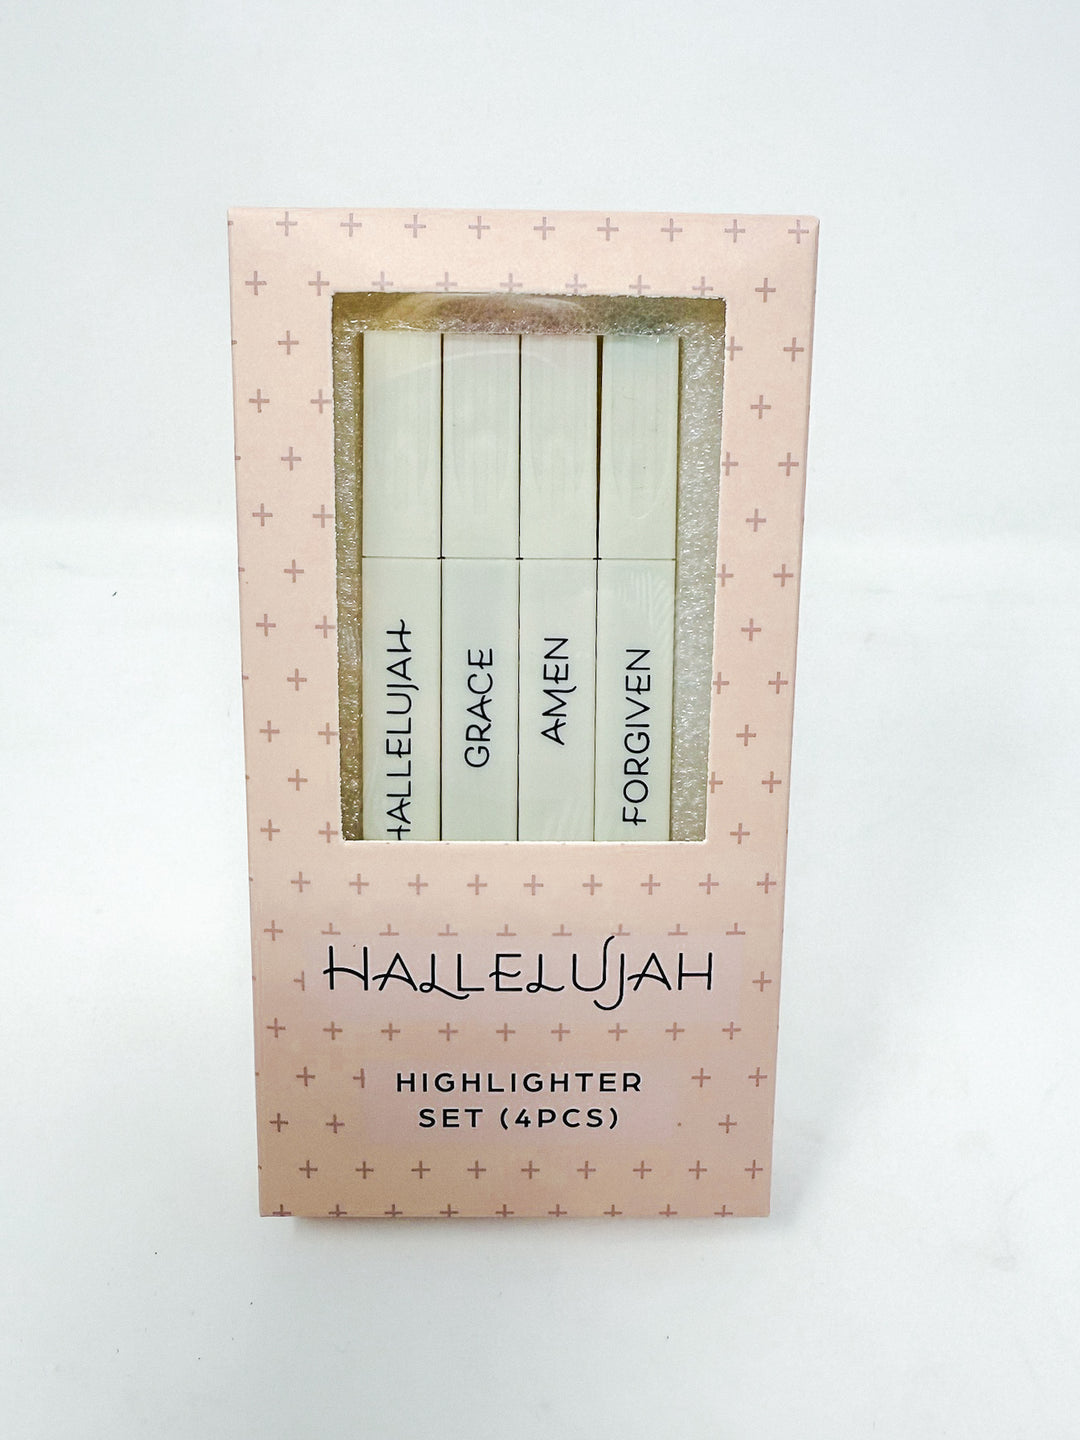 HALLELUJAH
GRACE
AMEN
FORGIVEN
HALLELUJAH
HIGHLIGHTER
SET (4PCS)